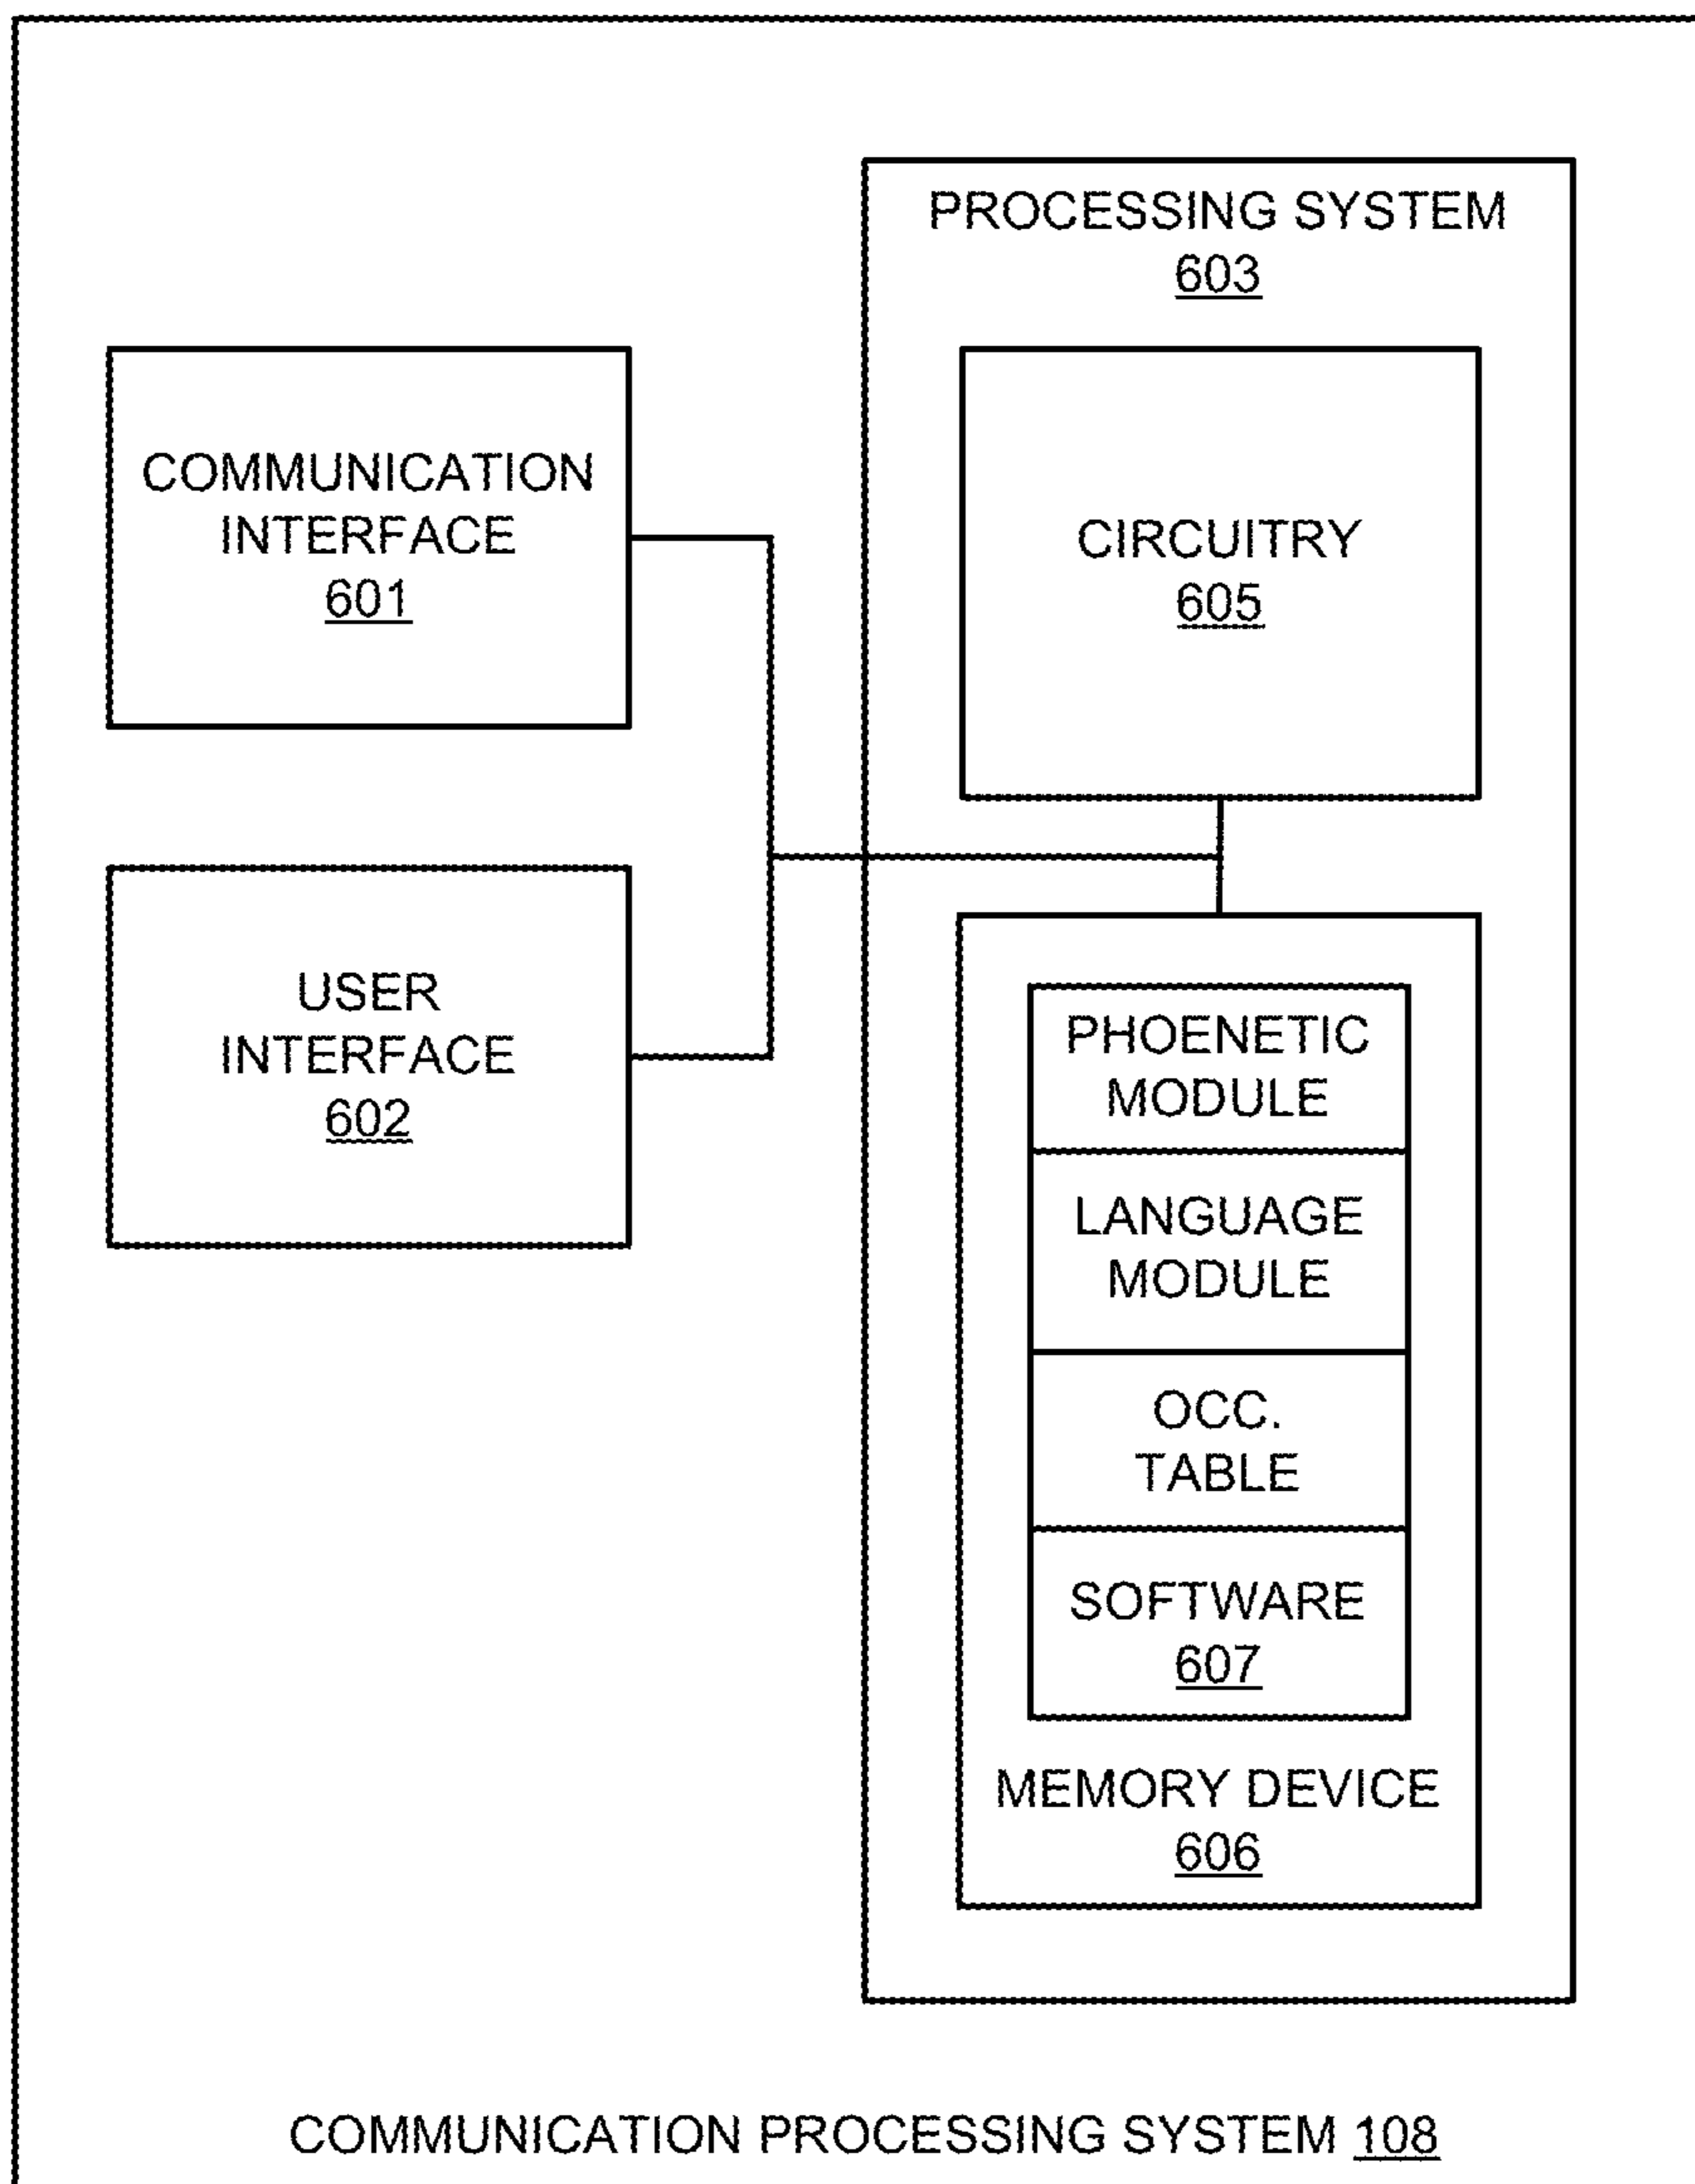 PROCESSING SYSTEM
603
COMMUNICATION
INTERFACE
601
CIRCUITRY
605
USER
INTERFACE
602
PHOENETIC
MODULE
LANGUAGE
MODULE
OCC.
TABLE
SOFTWARE
607
MEMORY DEVICE
606
COMMUNICATION PROCESSING SYSTEM 108